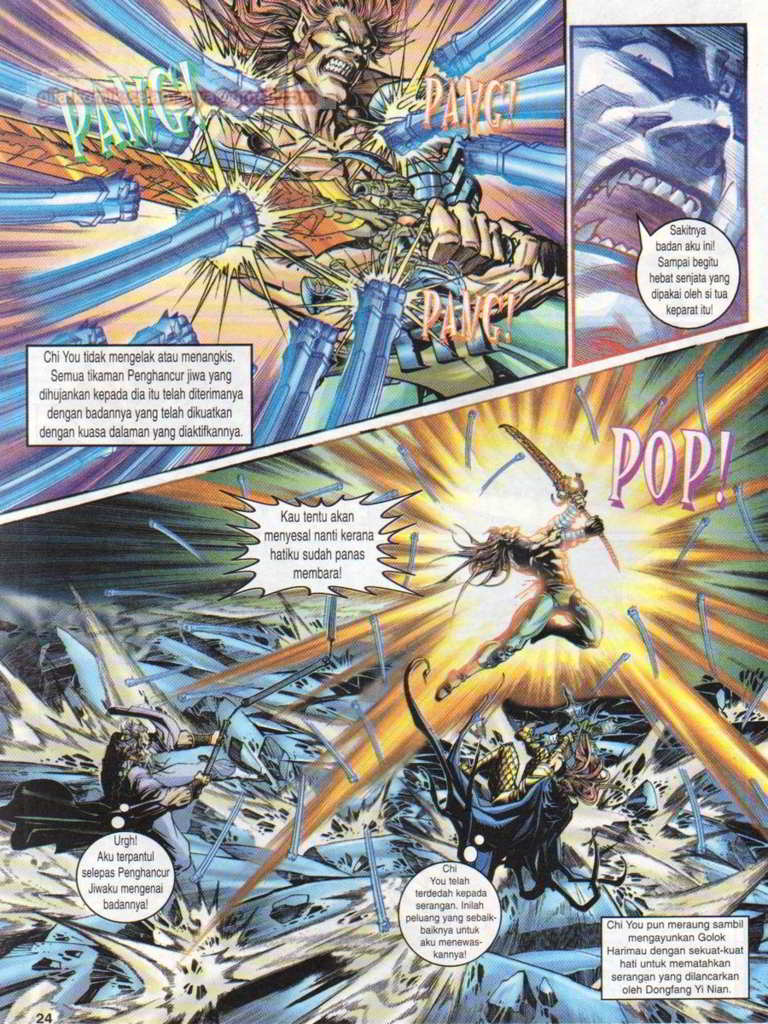 PANG!
PANG!
PANG!
Chi You tidak mengelak atau menangkis.
Semua tikaman Penghancur jiwa yang
dihujankan kepada dia itu telah diterimanya
dengan badannya yang telah dikuatkan
dengan kuasa dalaman yang diaktifkannya.
Sakitnya
badan aku ini!
Sampai begitu
hebat senjata yang
dipakai oleh si tua
keparat itu!
POP!
Kau tentu akan
menyesal nanti kerana
hatiku sudah panas
membara!
Urgh!
Aku terpantul
selepas Penghancur
Jiwaku mengenai
badannya!
Chi
You telah
terdedah kepada
serangan. Inilah
peluang yang sebaik-
baiknya untuk
aku menewas-
kannya!
Chi You pun meraung sambil
mengayunkan Golok
Harimau dengan sekuat-kuat
hati untuk mematahkan
serangan yang dilancarkan
oleh Dongfang Yi Nian.
24